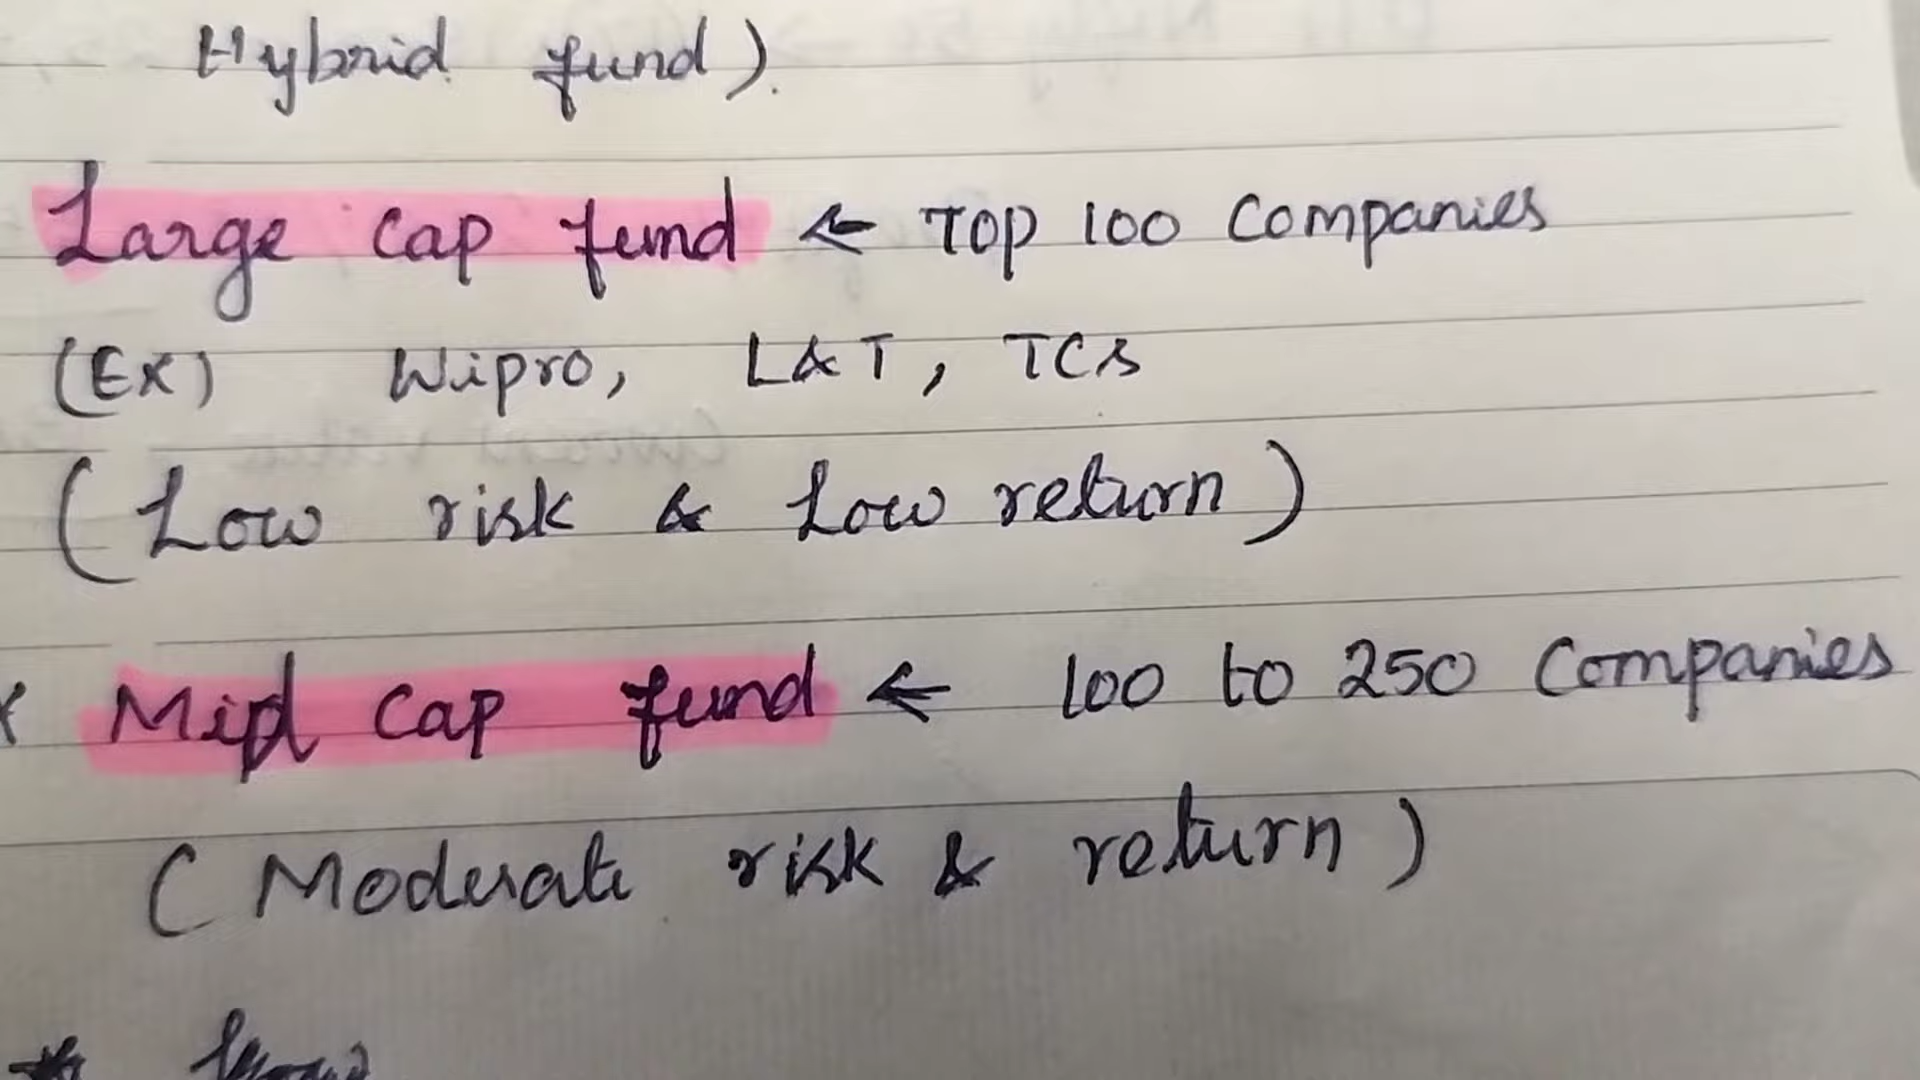 Hybrid fund).
Large cap fund ← Top 100 Companies
(Ex) Wipro, L&T, TCS
(Low risk & Low return)
* Mid cap fund ← 100 to 250 Companies
(Moderate risk & return)
*